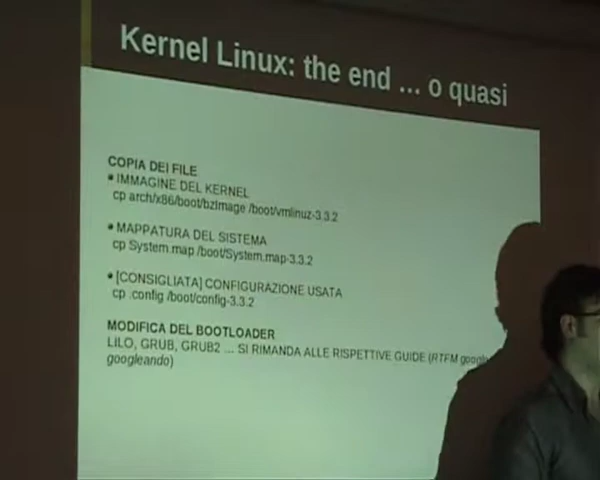 Kernel Linux: the end ... o quasi
COPIA DEI FILE
IMMAGINE DEL KERNEL
cp arch/x86/boot/bzImage /boot/vmlinuz-3.3.2
MAPPATURA DEL SISTEMA
cp System.map /boot/System.map-3.3.2
[CONSIGLIATA] CONFIGURAZIONE USATA
cp .config /boot/config-3.3.2
MODIFICA DEL BOOTLOADER
LILO, GRUB, GRUB2 ... SI RIMANDA ALLE RISPETTIVE GUIDE (RTFM
googleando)